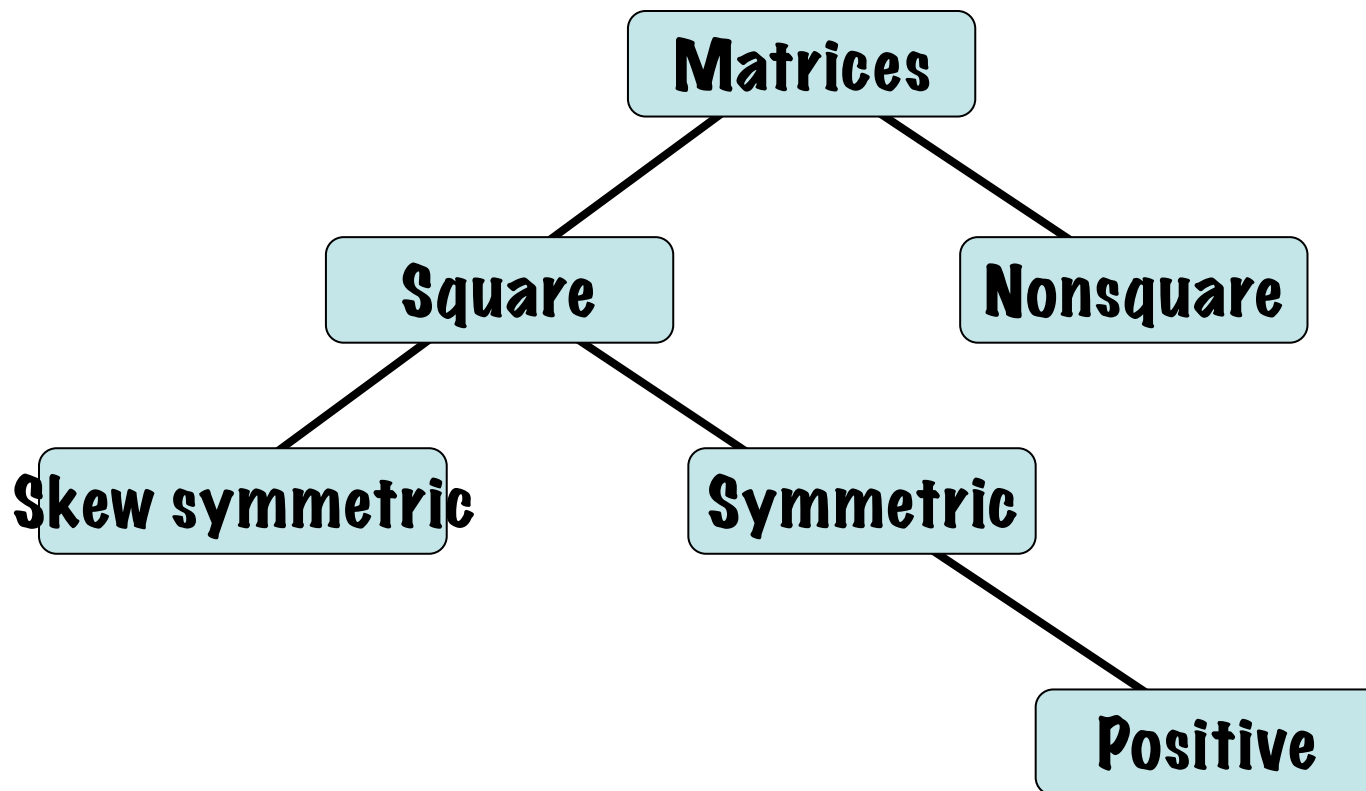 Matrices
Square
Nonsquare
Skew symmetric
Symmetric
Positive